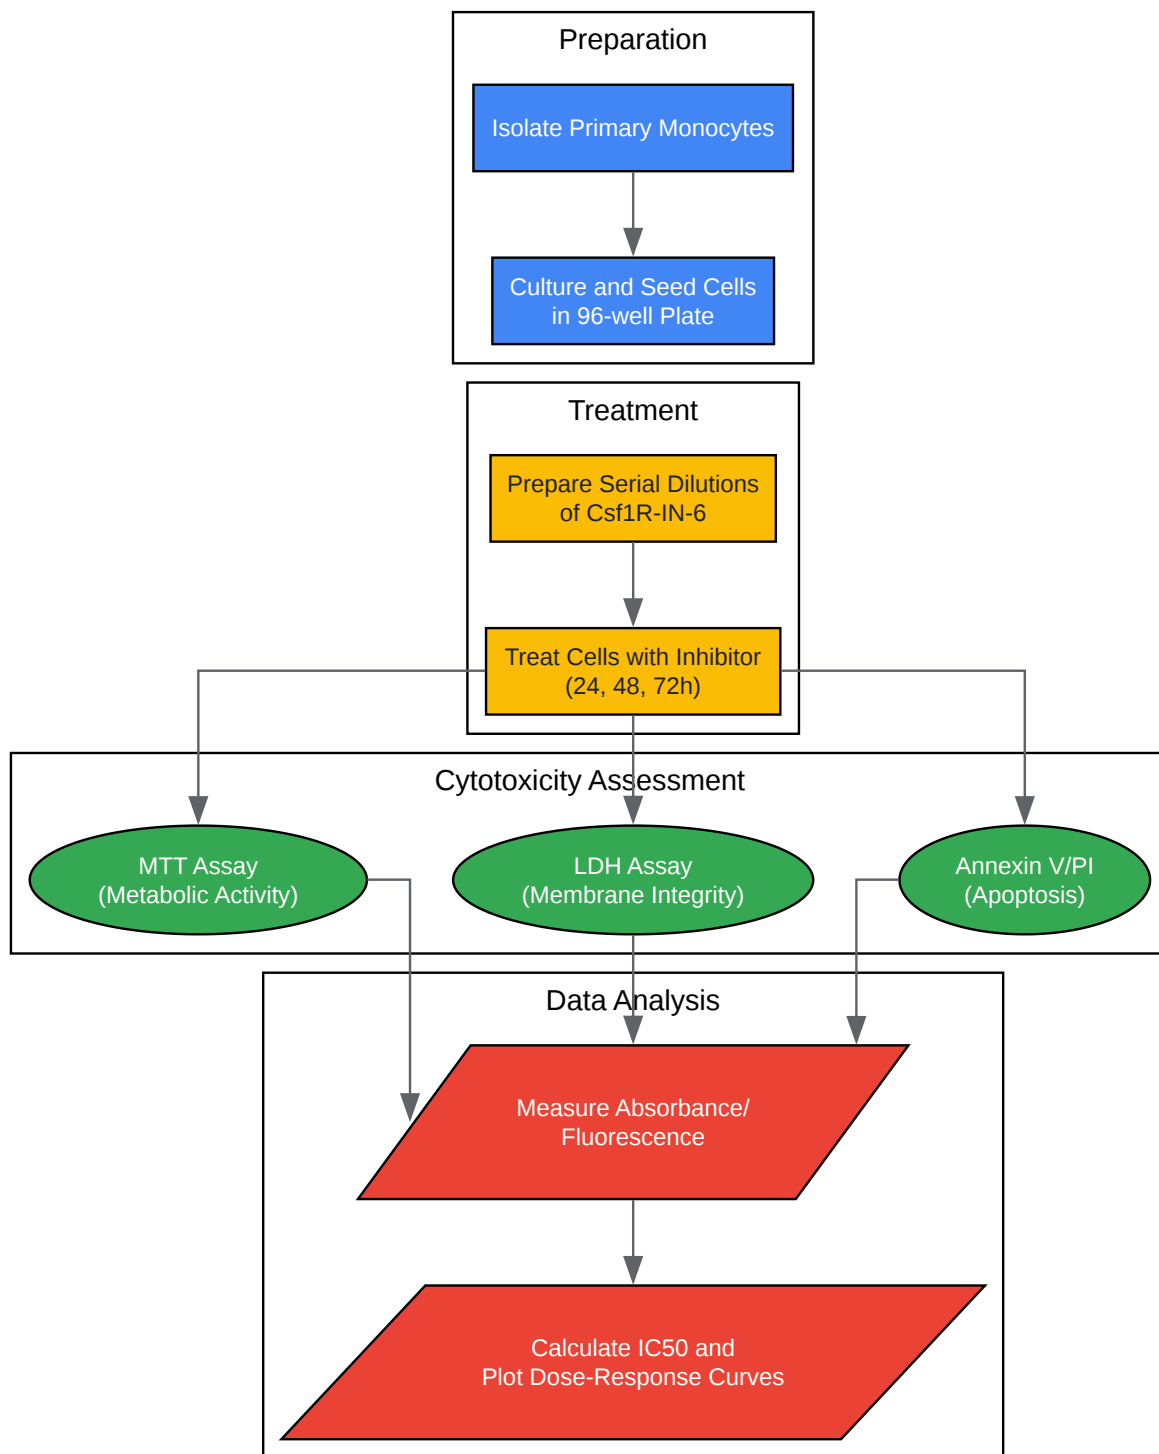 Preparation
Isolate Primary Monocytes
Culture and Seed Cells
in 96-well Plate
Treatment
Prepare Serial Dilutions
of Csf1R-IN-6
Treat Cells with Inhibitor
(24, 48, 72h)
Cytotoxicity Assessment
MTT Assay
(Metabolic Activity)
LDH Assay
(Membrane Integrity)
Annexin V/PI
(Apoptosis)
Data Analysis
Measure Absorbance/
Fluorescence
Calculate IC50 and
Plot Dose-Response Curves